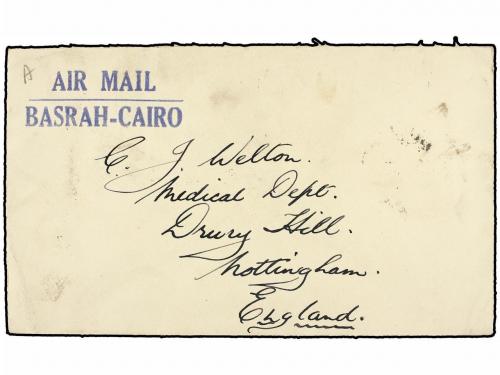 A
AIR MAIL
BASRAH-CAIRO
C. J. Welton.
Medical Dept.
Drury Hill.
Nottingham.
England.